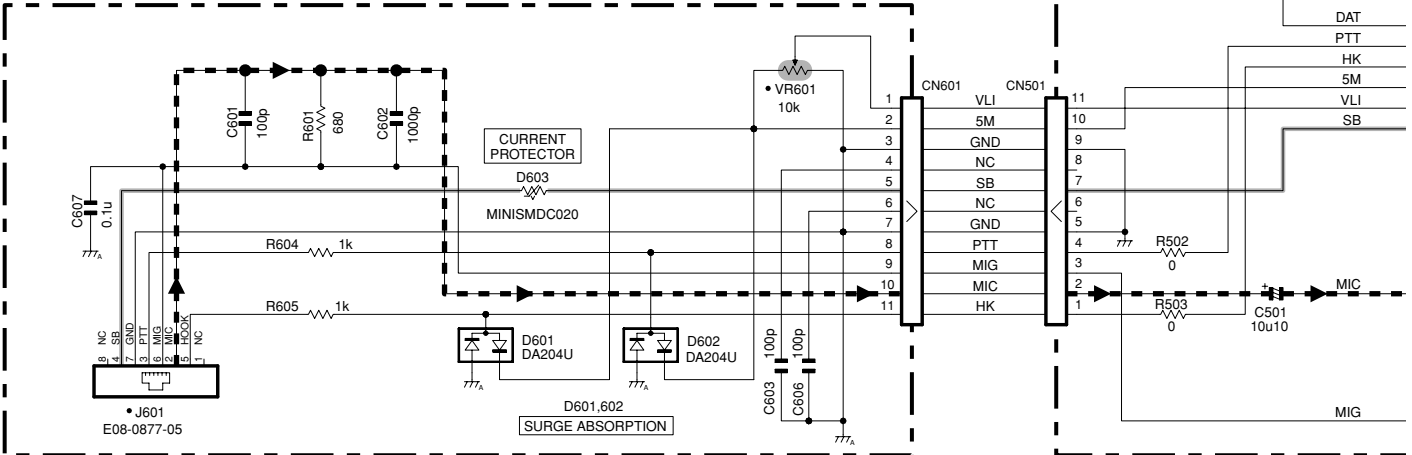 DAT
PTT
HK
5M
VLI
SB
CN601
CN501
VR601
10k
C601
100p
R601
680
C602
1000p
CURRENT
PROTECTOR
D603
MINISMDC020
C607
0.1u
A
R604
1k
R605
1k
1
2
3
4
5
6
7
8
9
10
11
VLI
5M
GND
NC
SB
NC
GND
PTT
MIG
MIC
HK
11
10
9
8
7
6
5
4
3
2
1
R502
0
R503
0
+
C501
10u10
MIC
MIG
NC
SB
GND
PTT
MIG
MIC
HOOK
NC
8
4
7
3
6
2
5
1
J601
E08-0877-05
D601
DA204U
A
D602
DA204U
A
D601,602
SURGE ABSORPTION
C603
100p
C606
100p
A